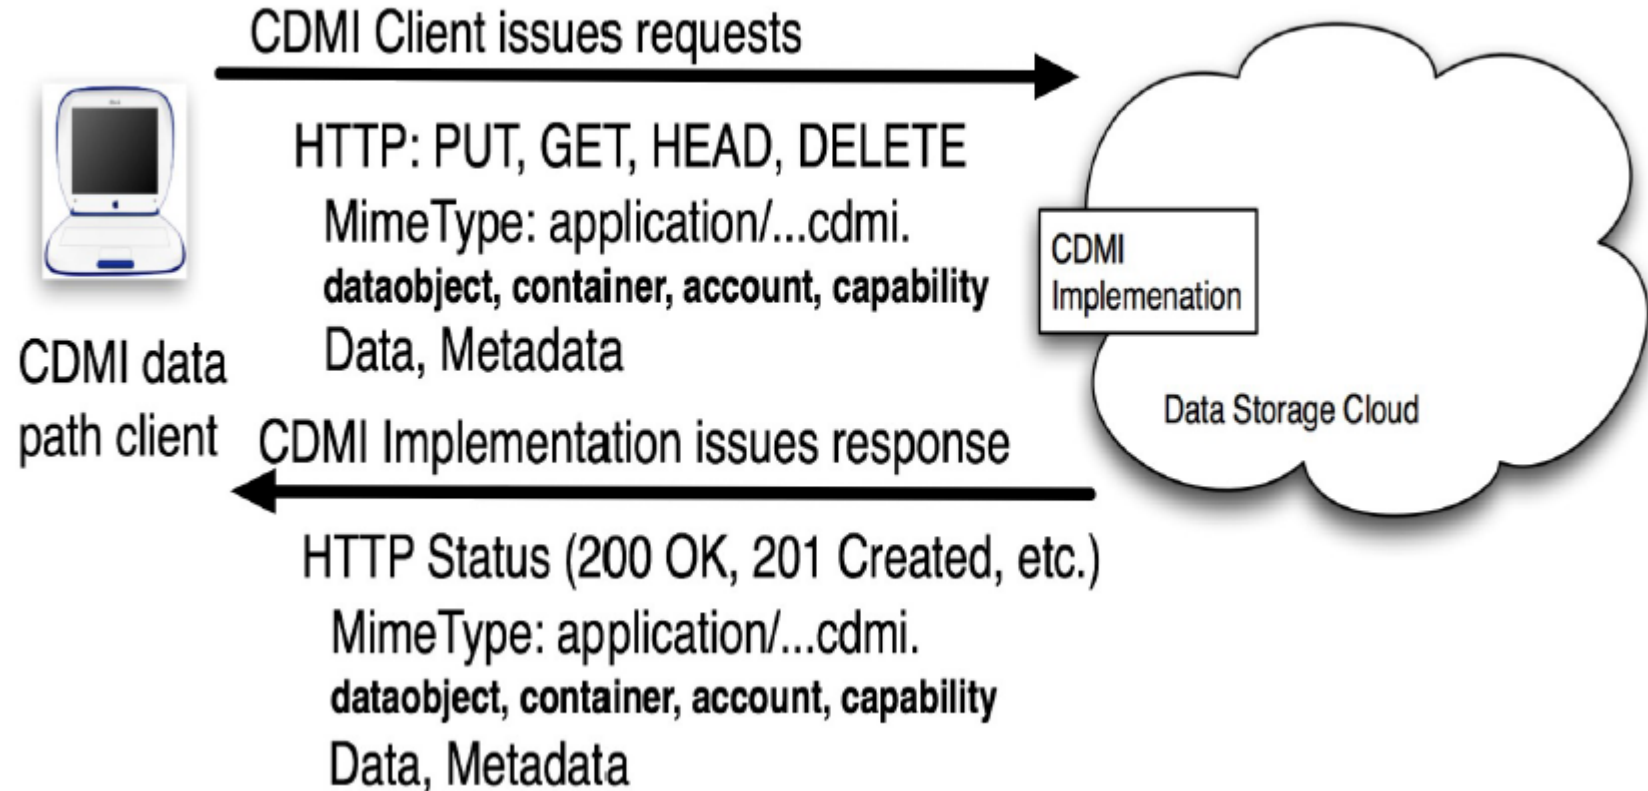 CDMI Client issues requests
HTTP: PUT, GET, HEAD, DELETE
MimeType: application/...cdmi.
dataobject, container, account, capability
Data, Metadata
CDMI data
path client
CDMI Implementation issues response
HTTP Status (200 OK, 201 Created, etc.)
MimeType: application/...cdmi.
dataobject, container, account, capability
Data, Metadata
CDMI
Implemenation
Data Storage Cloud